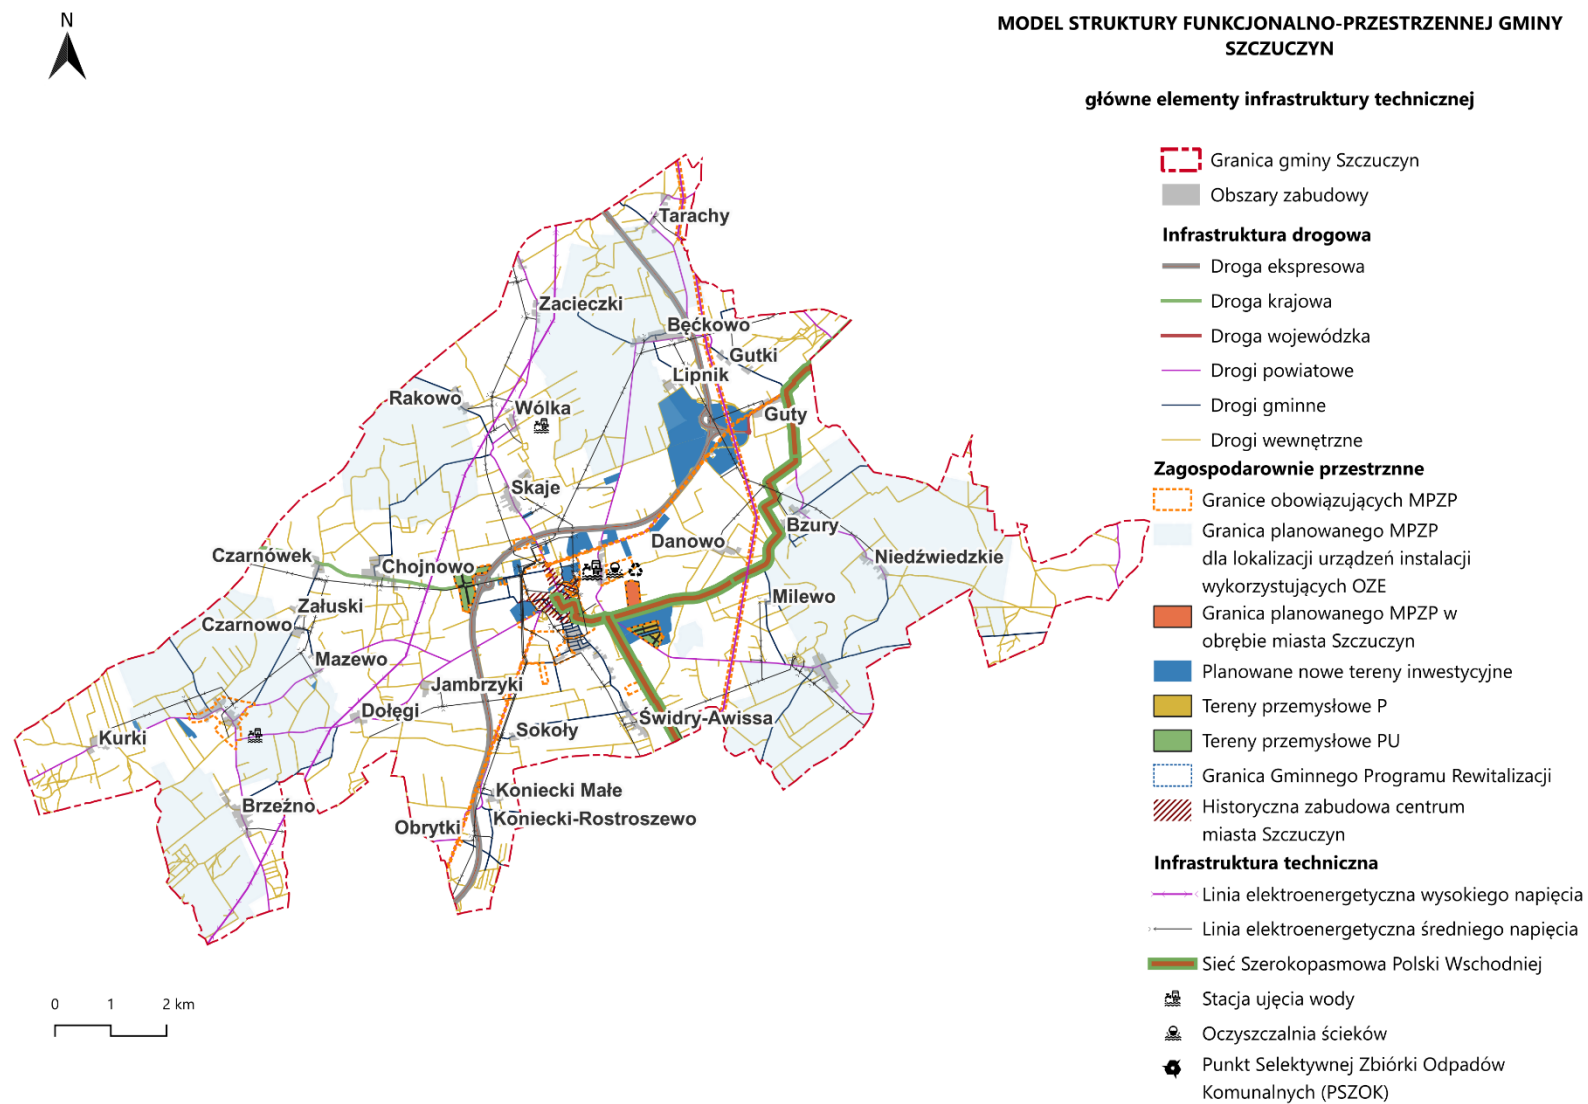 N
MODEL STRUKTURY FUNKCJONALNO-PRZESTRZENNEJ GMINY
SZCZUCZYN
główne elementy infrastruktury technicznej
Granica gminy Szczuczyn
Obszary zabudowy
Infrastruktura drogowa
Droga ekspresowa
Droga krajowa
Droga wojewódzka
Drogi powiatowe
Drogi gminne
Drogi wewnętrzne
Zagospodarownie przestrznne
Granice obowiązujących MPZP
Granica planowanego MPZP
dla lokalizacji urządzeń instalacji
wykorzystujących OZE
Granica planowanego MPZP w
obrębie miasta Szczuczyn
Planowane nowe tereny inwestycyjne
Tereny przemysłowe P
Tereny przemysłowe PU
Granica Gminnego Programu Rewitalizacji
Historyczna zabudowa centrum
miasta Szczuczyn
Infrastruktura techniczna
Linia elektroenergetyczna wysokiego napięcia
Linia elektroenergetyczna średniego napięcia
Sieć Szerokopasmowa Polski Wschodniej
Stacja ujęcia wody
Oczyszczalnia ścieków
Punkt Selektywnej Zbiórki Odpadów
Komunalnych (PSZOK)
Tarachy
Zacieczki
Bęćkowo
Gutki
Lipnik
Rakowo
Wólka
Guty
Skaje
Bzury
Danowo
Czarnówek
Chojnowo
Niedźwiedzkie
Załuski
Milewo
Czarnowo
Mazewo
Jambrzyki
Dołęgi
Świdry-Awissa
Kurki
Sokoły
Koniecki Małe
Brzeźno
Koniecki-Rostroszewo
Obrytki
0 1 2 km